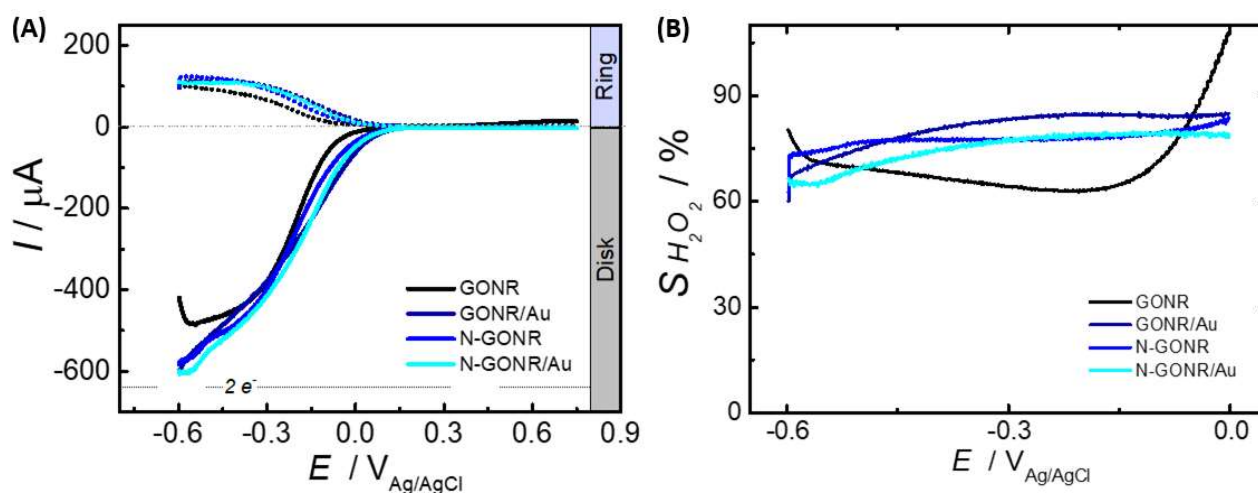 (A)
200
0
-200
-400
-600
I / μA
Ring
Disk
GONR
GONR/Au
N-GONR
N-GONR/Au
2 e⁻
-0.6 -0.3 0.0 0.3 0.6 0.9
E / V_Ag/AgCl
(B)
90
60
30
0
S H₂O₂ / %
GONR
GONR/Au
N-GONR
N-GONR/Au
-0.6 -0.3 0.0
E / V_Ag/AgCl